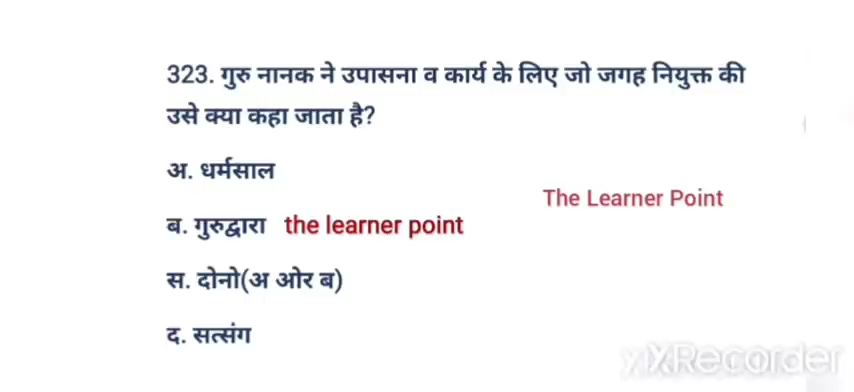 323. गुरु नानक ने उपासना व कार्य के लिए जो जगह नियुक्त की
उसे क्या कहा जाता है?
अ. धर्मसाल
The Learner Point
ब. गुरुद्वारा the learner point
स. दोनो(अ ओर ब)
द. सत्संग
XRecorder